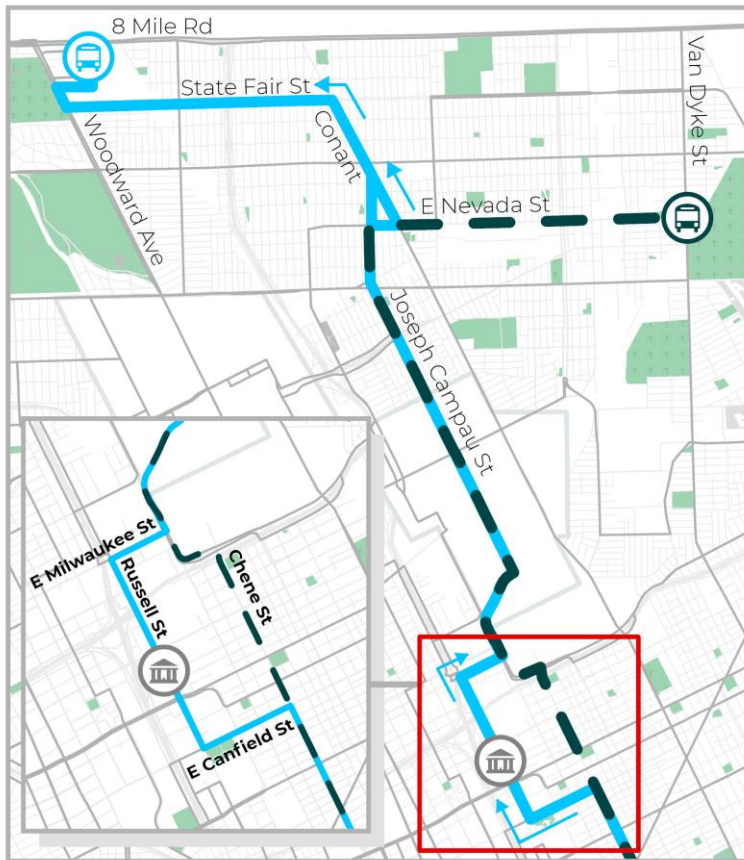 8 Mile Rd
State Fair St
Van Dyke St
Conant
Woodward Ave
E Nevada St
Joseph Campau St
E Milwaukee St
Russell St
Chene St
E Canfield St